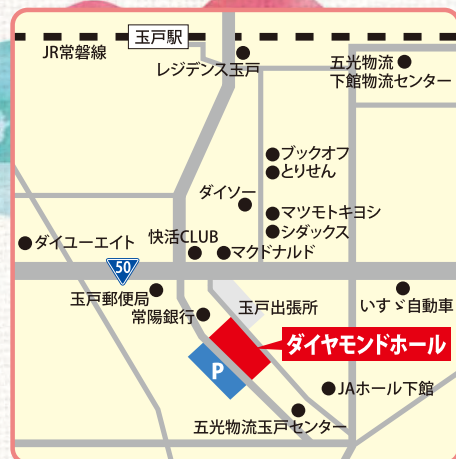 玉戸駅
JR常磐線
レジデンス玉戸
五光物流
下館物流センター
ブックオフ
とりせん
ダイソー
マツモトキヨシ
シダックス
快活CLUB
ダイユーエイト
マクドナルド
50
玉戸郵便局
玉戸出張所
いすゞ自動車
常陽銀行
ダイヤモンドホール
P
JAホール下館
五光物流玉戸センター